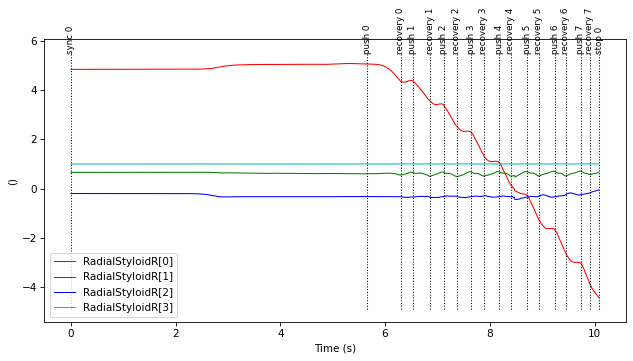 sync 0
push 0
recovery 0
push 1
recovery 1
push 2
recovery 2
push 3
recovery 3
push 4
recovery 4
push 5
recovery 5
push 6
recovery 6
push 7
recovery 7
stop 0
6
4
2
0
−2
−4
()
RadialStyloidR[0]
RadialStyloidR[1]
RadialStyloidR[2]
RadialStyloidR[3]
0 2 4 6 8 10
Time (s)